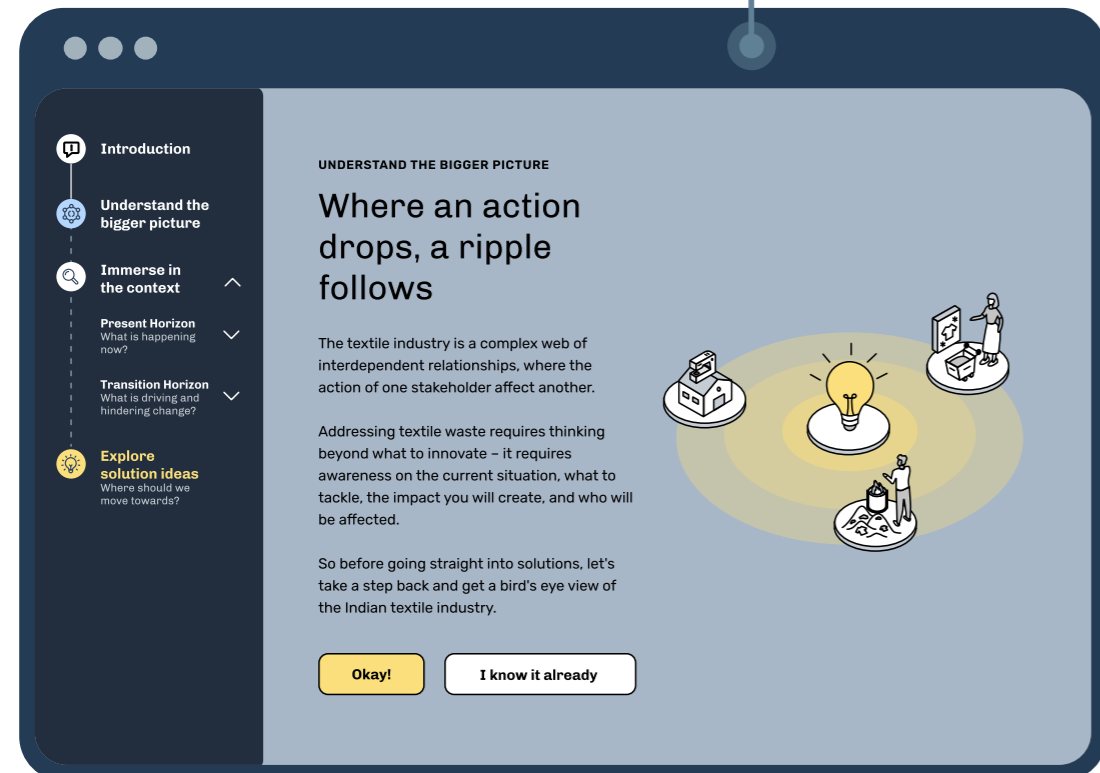 Introduction
Understand the
bigger picture
Immerse in
the context
Present Horizon
What is happening
now?
Transition Horizon
What is driving and
hindering change?
Explore
solution ideas
Where should we
move towards?
UNDERSTAND THE BIGGER PICTURE
Where an action
drops, a ripple
follows
The textile industry is a complex web of
interdependent relationships, where the
action of one stakeholder affect another.
Addressing textile waste requires thinking
beyond what to innovate – it requires
awareness on the current situation, what to
tackle, the impact you will create, and who will
be affected.
So before going straight into solutions, let's
take a step back and get a bird's eye view of
the Indian textile industry.
Okay!
I know it already